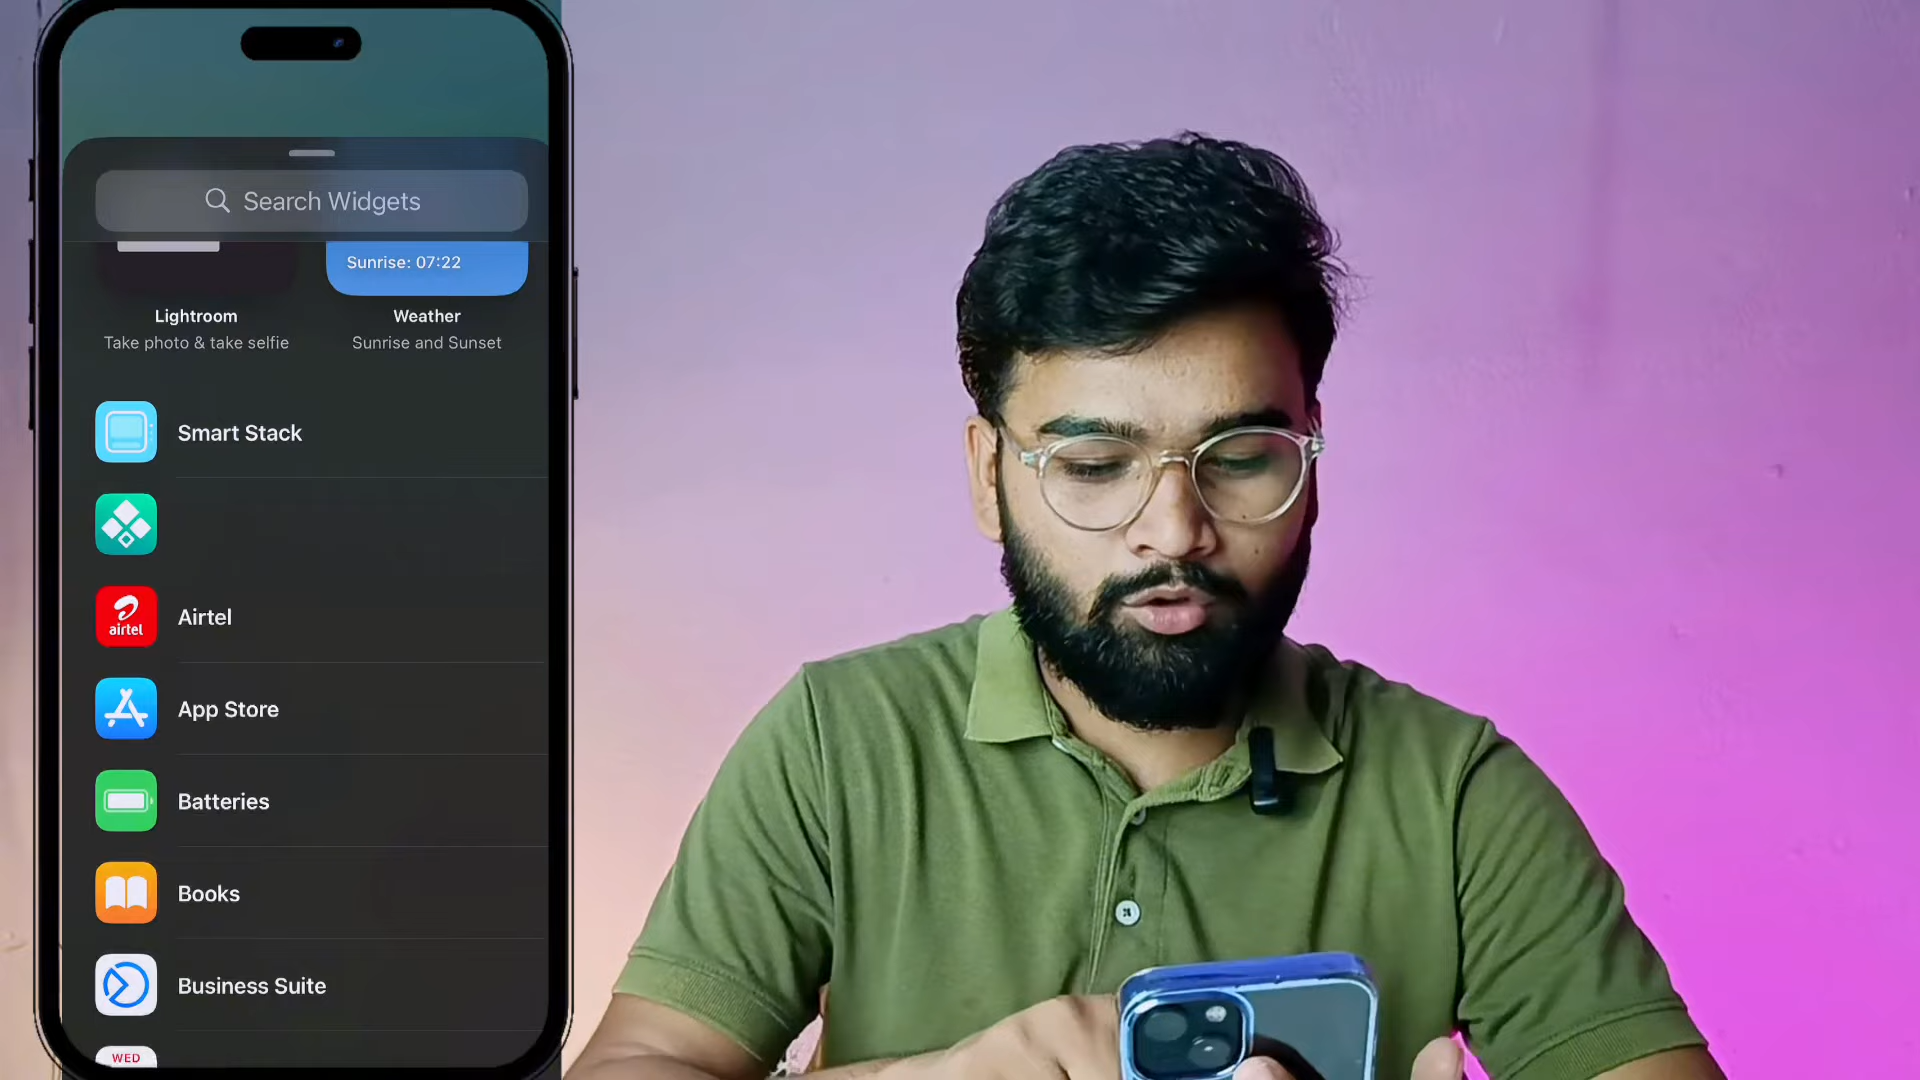 Search Widgets
Sunrise: 07:22
Lightroom
Take photo & take selfie
Weather
Sunrise and Sunset
Smart Stack
airtel
Airtel
App Store
Batteries
Books
Business Suite
WED